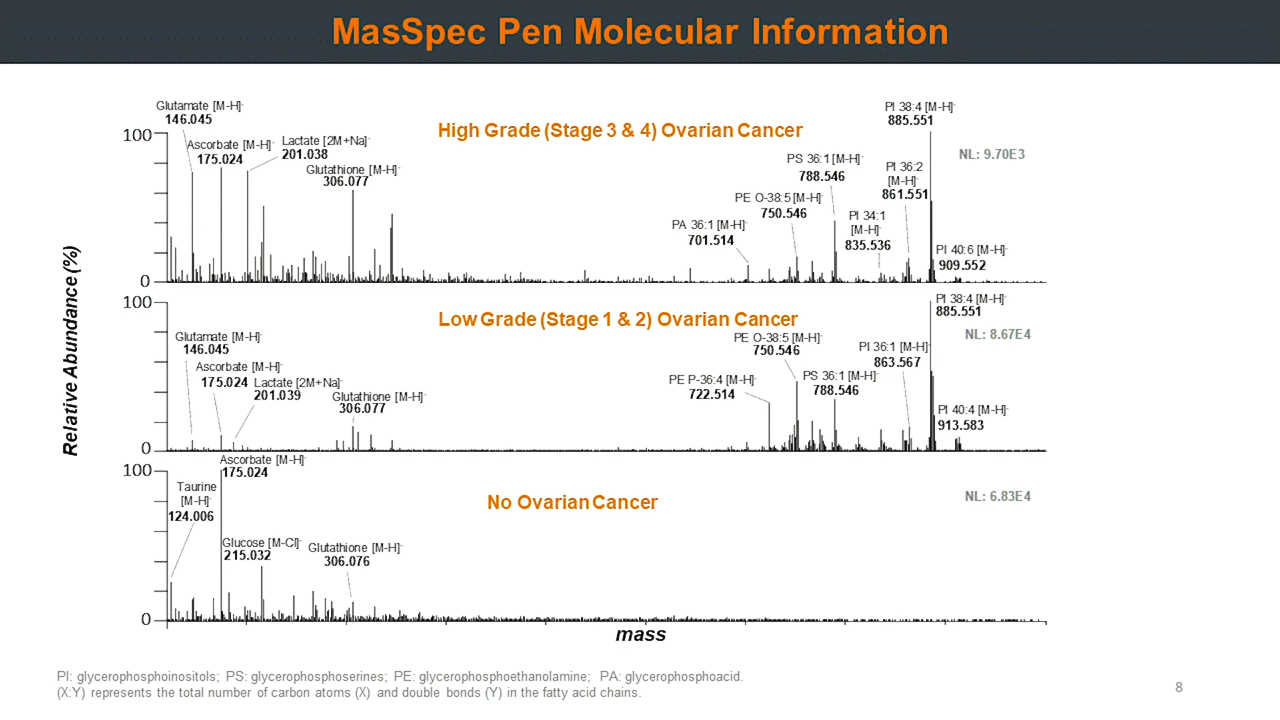 MasSpec Pen Molecular Information
Relative Abundance (%)
High Grade (Stage 3 & 4) Ovarian Cancer
NL: 9.70E3
100
0
Glutamate [M-H]-
146.045
Ascorbate [M-H]-
175.024
Lactate [2M+Na]-
201.038
Glutathione [M-H]-
306.077
PA 36:1 [M-H]-
701.514
PE O-38:5 [M-H]-
750.546
PS 36:1 [M-H]-
788.546
PI 34:1
[M-H]-
835.536
PI 36:2
[M-H]-
861.551
PI 38:4 [M-H]-
885.551
PI 40:6 [M-H]-
909.552
Low Grade (Stage 1 & 2) Ovarian Cancer
NL: 8.67E4
100
0
Glutamate [M-H]-
146.045
Ascorbate [M-H]-
175.024
Lactate [2M+Na]-
201.039
Glutathione [M-H]-
306.077
PE P-36:4 [M-H]-
722.514
PE O-38:5 [M-H]-
750.546
PS 36:1 [M-H]-
788.546
PI 36:1 [M-H]-
863.567
PI 38:4 [M-H]-
885.551
PI 40:4 [M-H]-
913.583
No Ovarian Cancer
NL: 6.83E4
100
0
Taurine
[M-H]-
124.006
Ascorbate [M-H]-
175.024
Glucose [M-Cl]-
215.032
Glutathione [M-H]-
306.076
mass
PI: glycerophosphoinositols; PS: glycerophosphoserines; PE: glycerophosphoethanolamine; PA: glycerophosphoacid.
(X:Y) represents the total number of carbon atoms (X) and double bonds (Y) in the fatty acid chains.
8